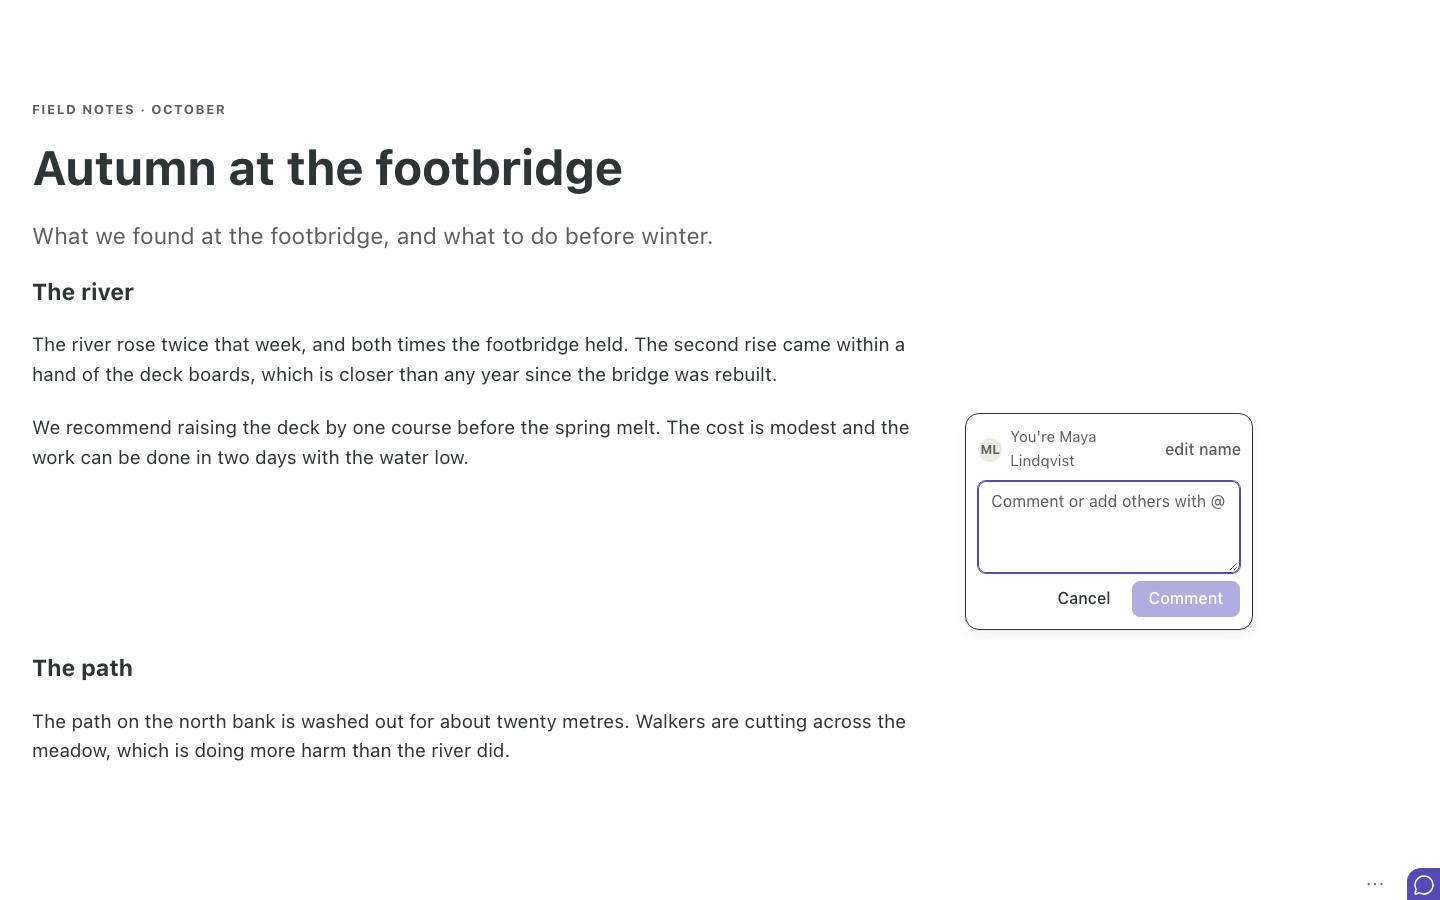 FIELD NOTES · OCTOBER
Autumn at the footbridge
What we found at the footbridge, and what to do before winter.
The river
The river rose twice that week, and both times the footbridge held. The second rise came within a
hand of the deck boards, which is closer than any year since the bridge was rebuilt.
We recommend raising the deck by one course before the spring melt. The cost is modest and the
work can be done in two days with the water low.
ML
You're Maya
Lindqvist
edit name
Comment or add others with @
Cancel
Comment
The path
The path on the north bank is washed out for about twenty metres. Walkers are cutting across the
meadow, which is doing more harm than the river did.